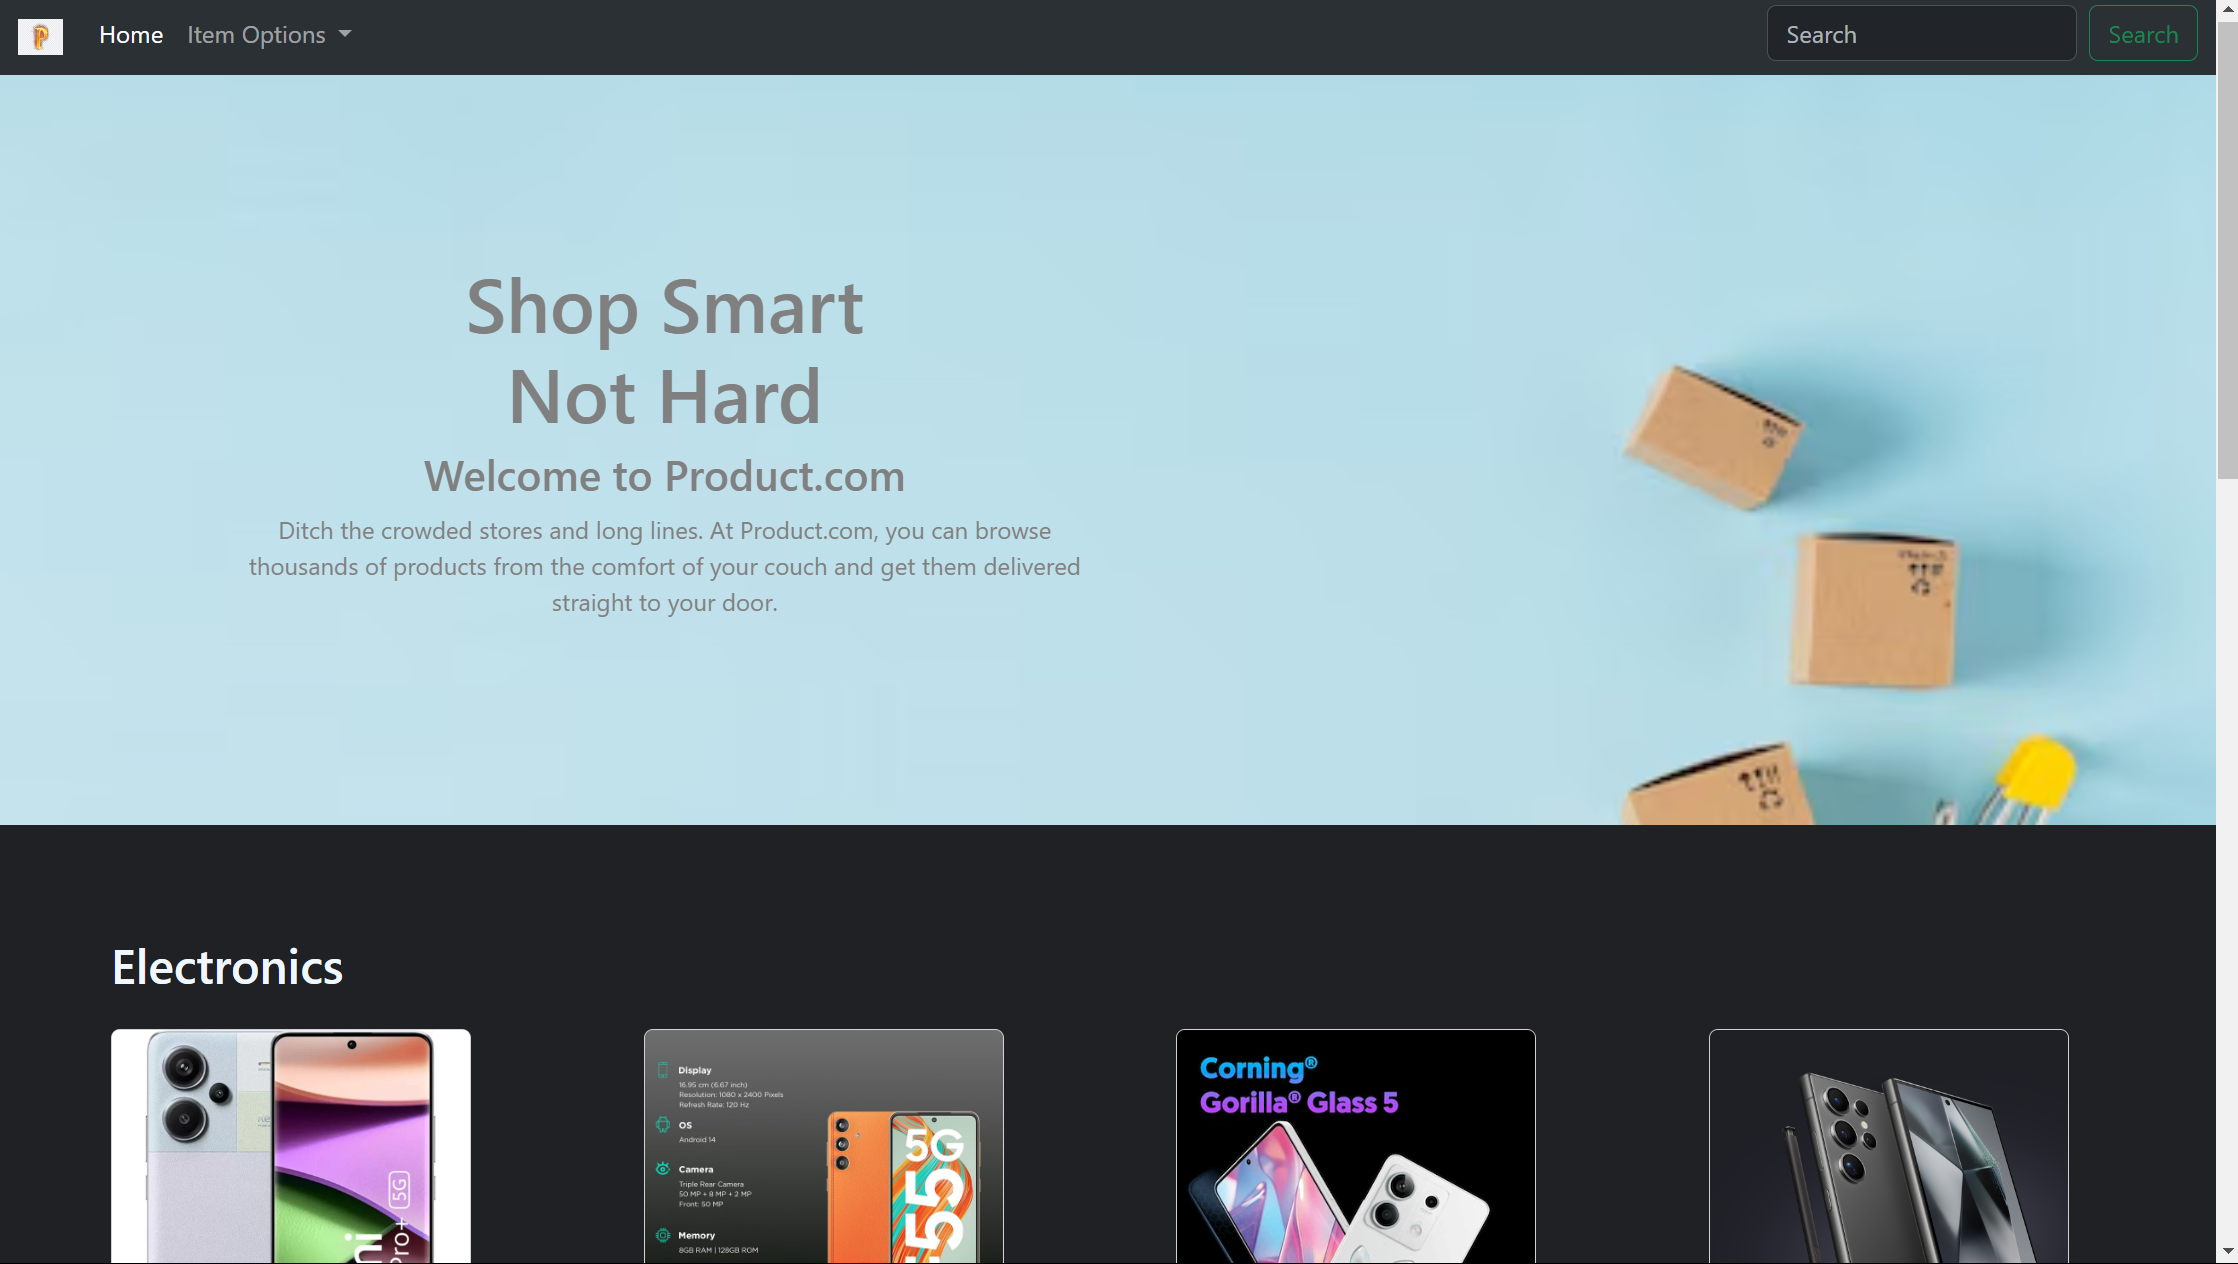 P
Home
Item Options
Search
Search
Shop Smart
Not Hard
Welcome to Product.com
Ditch the crowded stores and long lines. At Product.com, you can browse
thousands of products from the comfort of your couch and get them delivered
straight to your door.
Electronics
5G
Pro+
Display
16.95 cm (6.67 inch)
Resolution: 1080 x 2400 Pixels
Refresh Rate: 120 Hz
OS
Android 14
Camera
Triple Rear Camera
50 MP + 8 MP + 2 MP
Front: 50 MP
Memory
8GB RAM | 128GB ROM
5G
Corning®
Gorilla® Glass 5